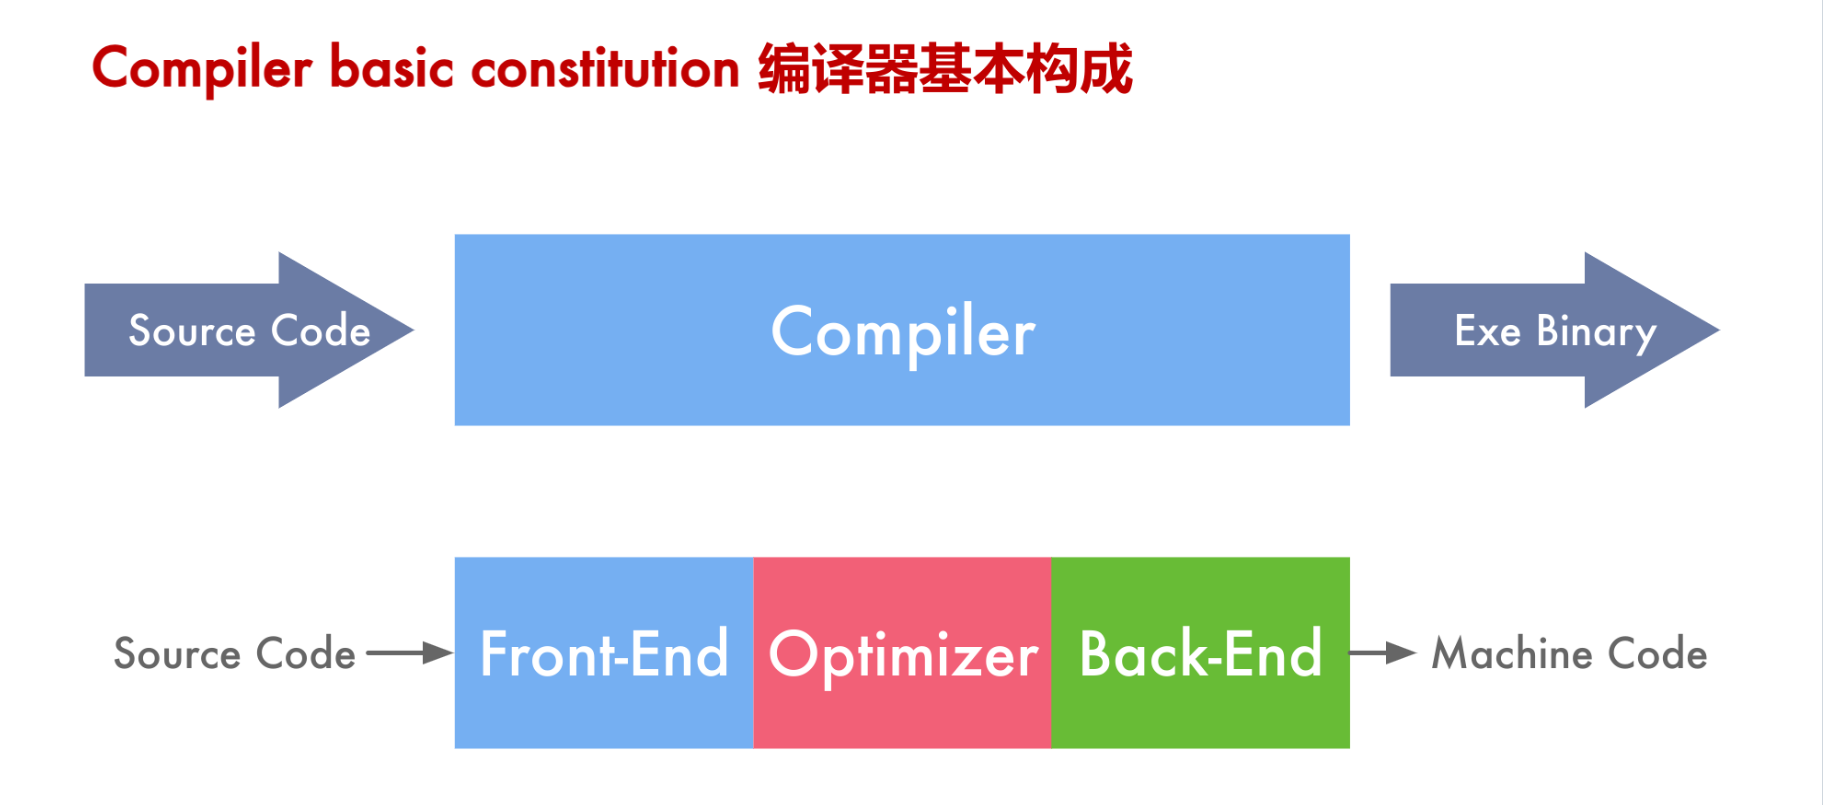 Compiler basic constitution 编译器基本构成
Source Code
Compiler
Exe Binary
Source Code
Front-End
Optimizer
Back-End
Machine Code